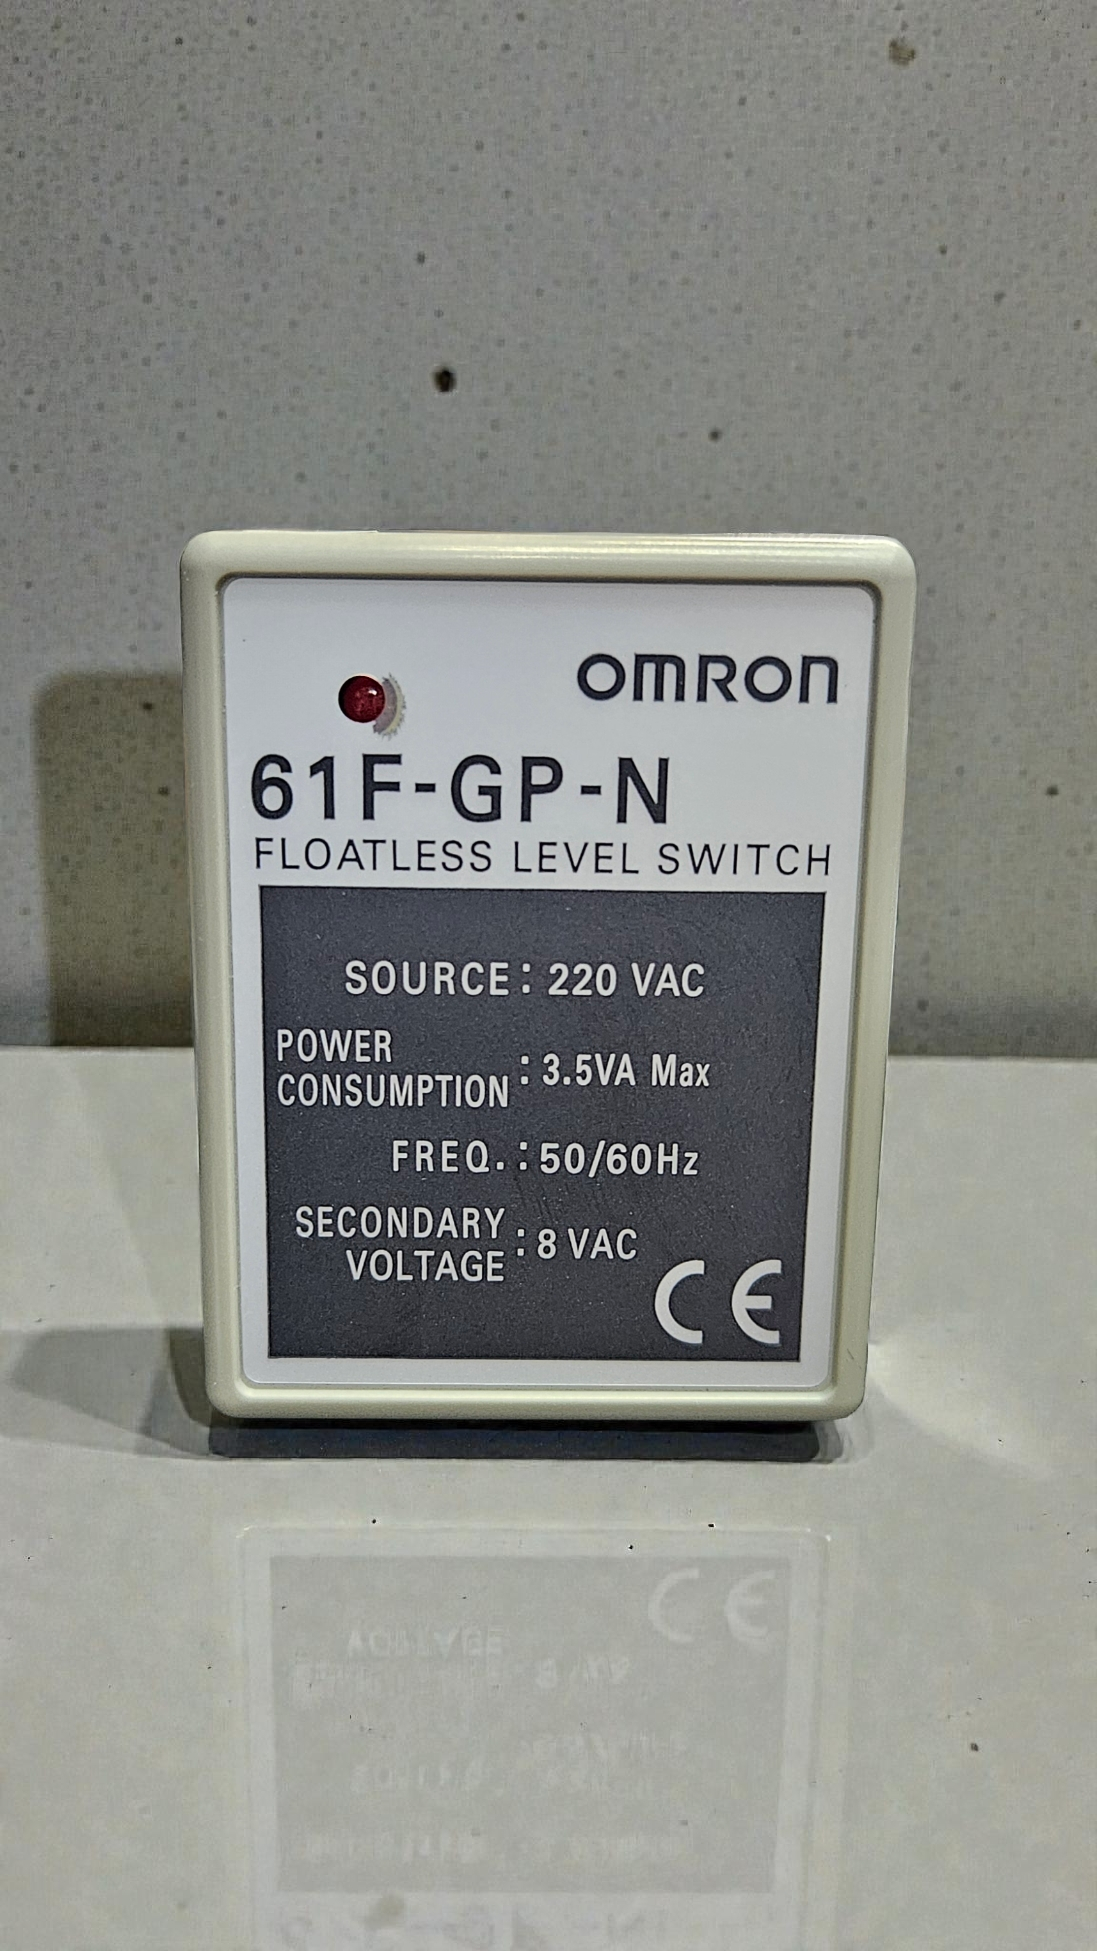 OMRON
61F-GP-N
FLOATLESS LEVEL SWITCH
SOURCE : 220 VAC
POWER CONSUMPTION : 3.5VA Max
FREQ. : 50/60Hz
SECONDARY VOLTAGE : 8 VAC
CE